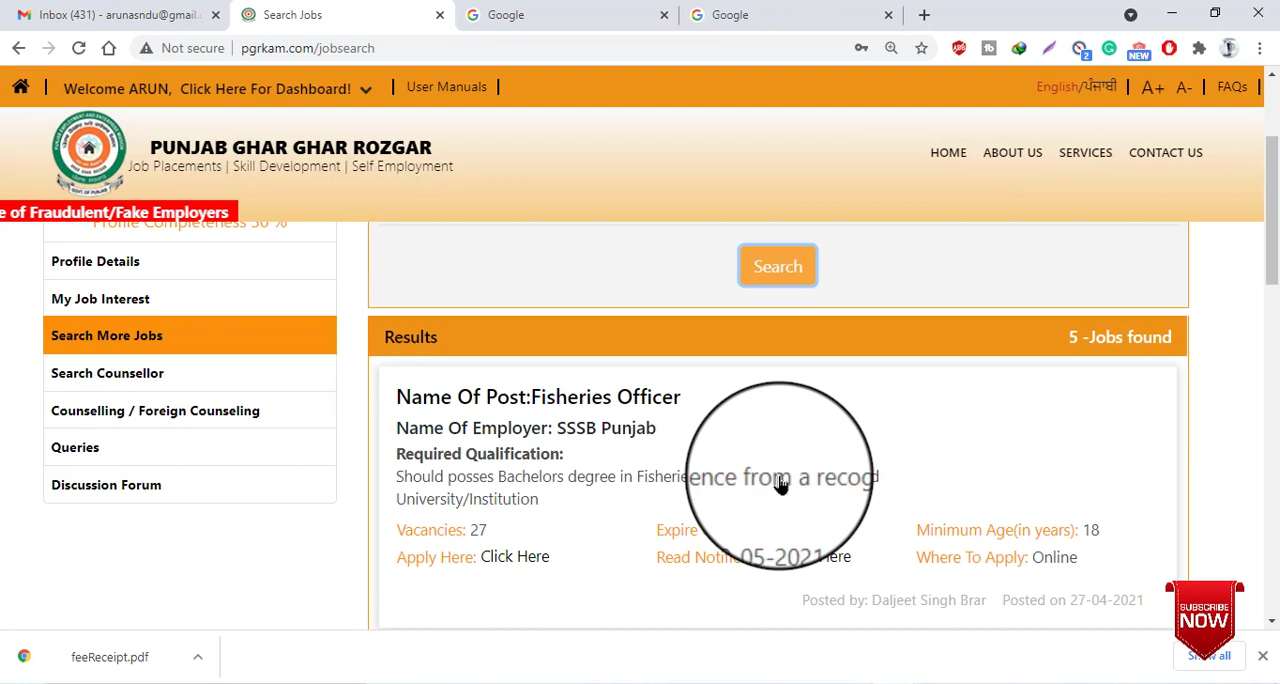 Inbox (431) - arunasndu@gmail.
Search Jobs
Google
Google
Not secure
pgrkam.com/jobsearch
2
NEW
Welcome ARUN, Click Here For Dashboard!
User Manuals
English/ਪੰਜਾਬੀ
A+
A-
FAQs
PUNJAB GHAR GHAR ROZGAR
Job Placements | Skill Development | Self Employment
HOME
ABOUT US
SERVICES
CONTACT US
e of Fraudulent/Fake Employers
Profile Completeness 30 %
Profile Details
My Job Interest
Search More Jobs
Search Counsellor
Counselling / Foreign Counseling
Queries
Discussion Forum
Search
Results
5 -Jobs found
Name Of Post:Fisheries Officer
Name Of Employer: SSSB Punjab
Required Qualification:
Should posses Bachelors degree in Fisherie ence from a recog d
University/Institution
Vacancies: 27
Expire
05-2021
Minimum Age(in years): 18
Apply Here: Click Here
Read Notifi ere
Where To Apply: Online
Posted by: Daljeet Singh Brar
Posted on 27-04-2021
SUBSCRIBE
NOW
feeReceipt.pdf
all